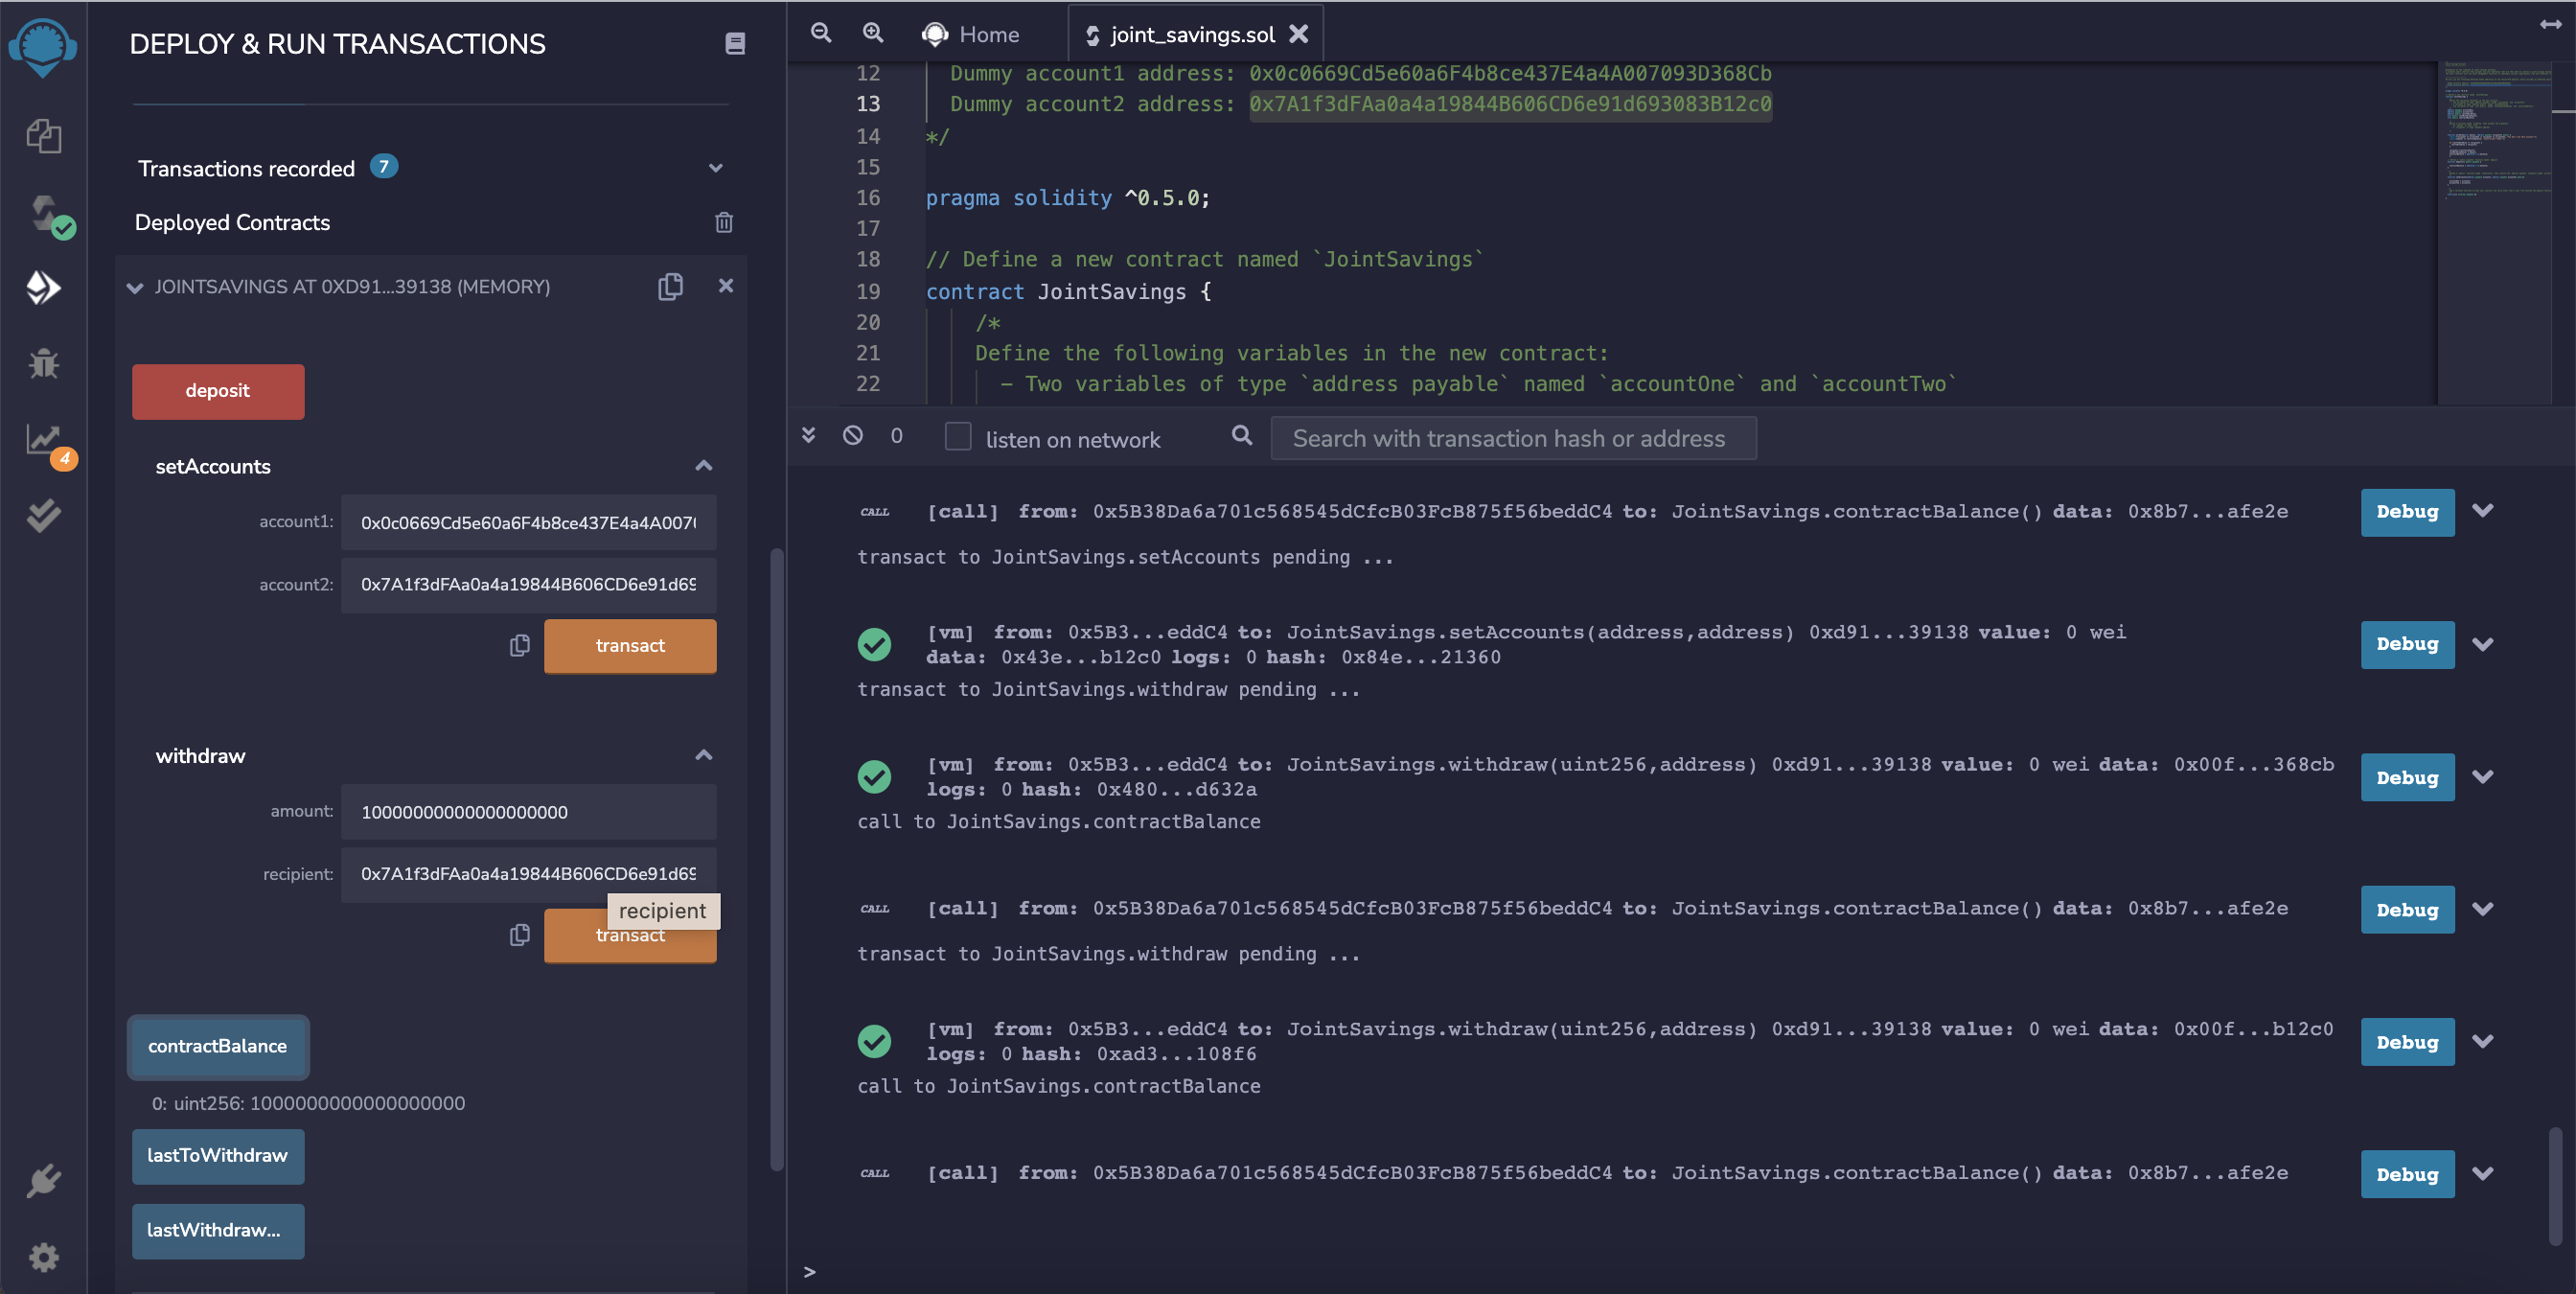 DEPLOY & RUN TRANSACTIONS
Transactions recorded 7
Deployed Contracts
JOINTSAVINGS AT 0XD91...39138 (MEMORY)
deposit
setAccounts
account1: 0x0c0669Cd5e60a6F4b8ce437E4a4A007
account2: 0x7A1f3dFAa0a4a19844B606CD6e91d69
transact
withdraw
amount: 10000000000000000000
recipient: 0x7A1f3dFAa0a4a19844B606CD6e91d69
recipient
transact
contractBalance
0: uint256: 1000000000000000000
lastToWithdraw
lastWithdraw...
4
Home
joint_savings.sol
12 Dummy account1 address: 0x0c0669Cd5e60a6F4b8ce437E4a4A007093D368Cb
13 Dummy account2 address: 0x7A1f3dFAa0a4a19844B606CD6e91d693083B12c0
14 */
15
16 pragma solidity ^0.5.0;
17
18 // Define a new contract named `JointSavings`
19 contract JointSavings {
20 /*
21 Define the following variables in the new contract:
22 - Two variables of type `address payable` named `accountOne` and `accountTwo`
0 listen on network Search with transaction hash or address
CALL [call] from: 0x5B38Da6a701c568545dCfcB03FcB875f56beddC4 to: JointSavings.contractBalance() data: 0x8b7...afe2e Debug
transact to JointSavings.setAccounts pending ...
[vm] from: 0x5B3...eddC4 to: JointSavings.setAccounts(address,address) 0xd91...39138 value: 0 wei Debug
data: 0x43e...b12c0 logs: 0 hash: 0x84e...21360
transact to JointSavings.withdraw pending ...
[vm] from: 0x5B3...eddC4 to: JointSavings.withdraw(uint256,address) 0xd91...39138 value: 0 wei data: 0x00f...368cb Debug
logs: 0 hash: 0x480...d632a
call to JointSavings.contractBalance
CALL [call] from: 0x5B38Da6a701c568545dCfcB03FcB875f56beddC4 to: JointSavings.contractBalance() data: 0x8b7...afe2e Debug
transact to JointSavings.withdraw pending ...
[vm] from: 0x5B3...eddC4 to: JointSavings.withdraw(uint256,address) 0xd91...39138 value: 0 wei data: 0x00f...b12c0 Debug
logs: 0 hash: 0xad3...108f6
call to JointSavings.contractBalance
CALL [call] from: 0x5B38Da6a701c568545dCfcB03FcB875f56beddC4 to: JointSavings.contractBalance() data: 0x8b7...afe2e Debug
>